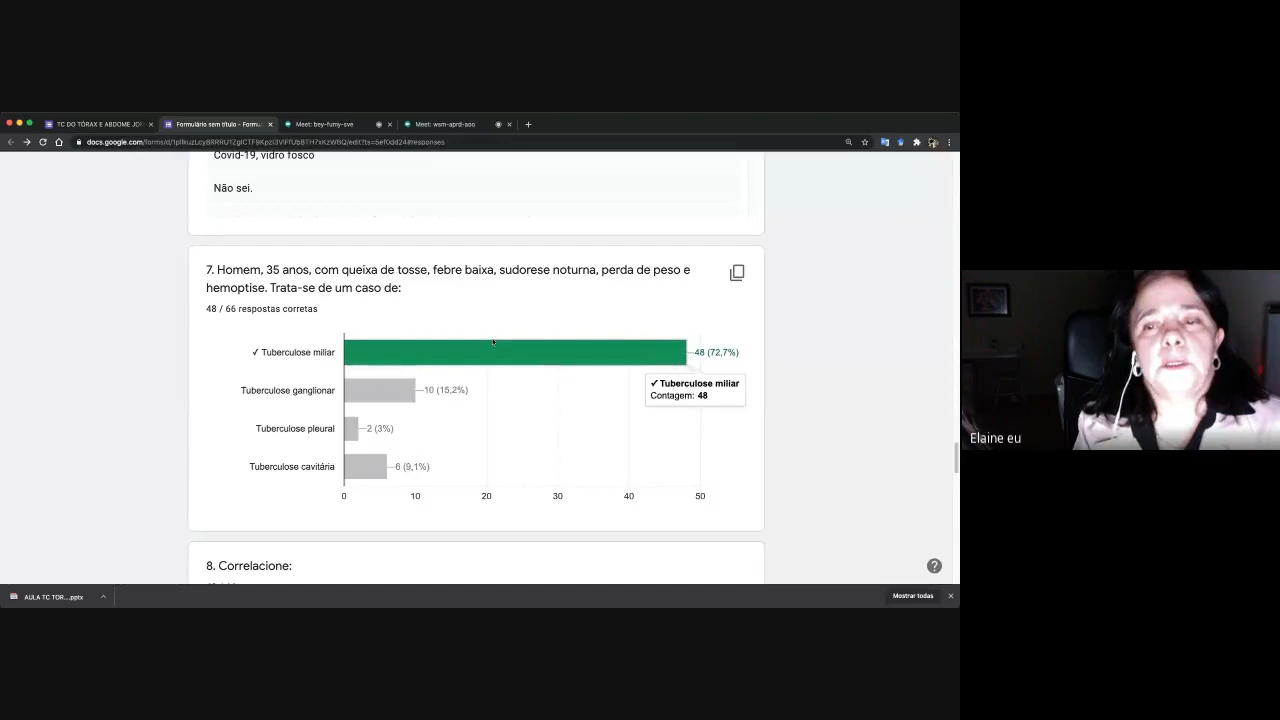 TC DO TÓRAX E ABDOME JOR
Formulário sem título - Formu
Meet: bey-fumy-sve
Meet: wsm-aprd-aoo
Covid-19, vidro fosco
Não sei.
7. Homem, 35 anos, com queixa de tosse, febre baixa, sudorese noturna, perda de peso e
hemoptise. Trata-se de um caso de:
48 / 66 respostas corretas
✓ Tuberculose miliar
48 (72,7%)
✓ Tuberculose miliar
Contagem: 48
Tuberculose ganglionar
10 (15,2%)
Tuberculose pleural
2 (3%)
Tuberculose cavitária
6 (9,1%)
0 10 20 30 40 50
8. Correlacione:
AULA TC TOR....pptx
Mostrar todas
Elaine eu